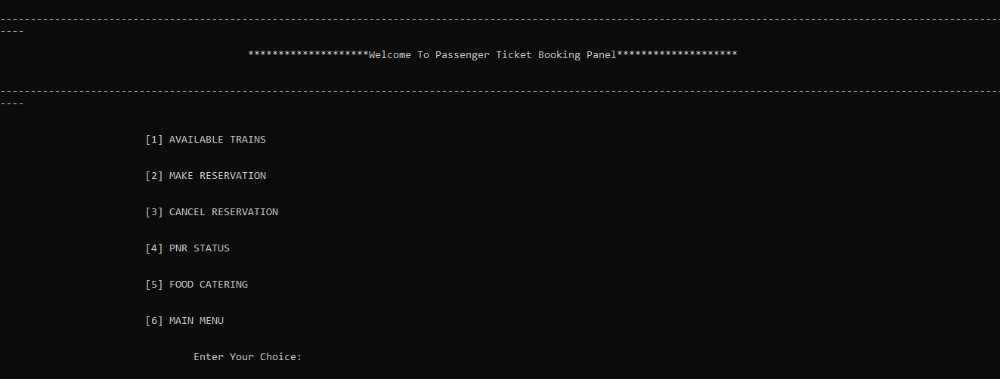 ---------------------------------------------------------------------------------------------------------------------------------------------------------------------
----
********************Welcome To Passenger Ticket Booking Panel********************
---------------------------------------------------------------------------------------------------------------------------------------------------------------------
----
[1] AVAILABLE TRAINS
[2] MAKE RESERVATION
[3] CANCEL RESERVATION
[4] PNR STATUS
[5] FOOD CATERING
[6] MAIN MENU
Enter Your Choice: